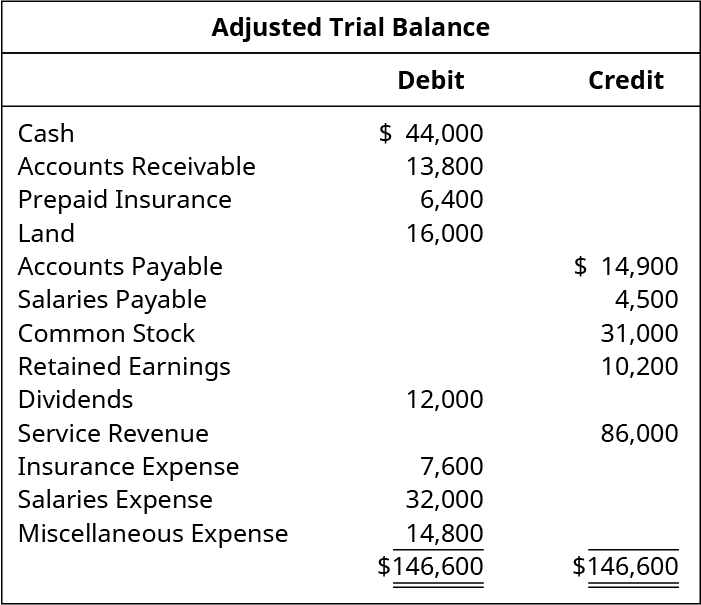 Adjusted Trial Balance
Debit Credit
Cash $ 44,000
Accounts Receivable 13,800
Prepaid Insurance 6,400
Land 16,000
Accounts Payable $ 14,900
Salaries Payable 4,500
Common Stock 31,000
Retained Earnings 10,200
Dividends 12,000
Service Revenue 86,000
Insurance Expense 7,600
Salaries Expense 32,000
Miscellaneous Expense 14,800
$146,600 $146,600